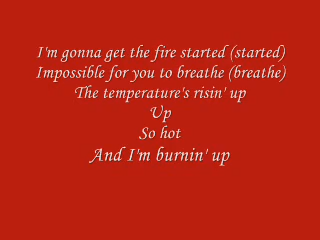 I'm gonna get the fire started (started)
Impossible for you to breathe (breathe)
The temperature's risin' up
Up
So hot
And I'm burnin' up